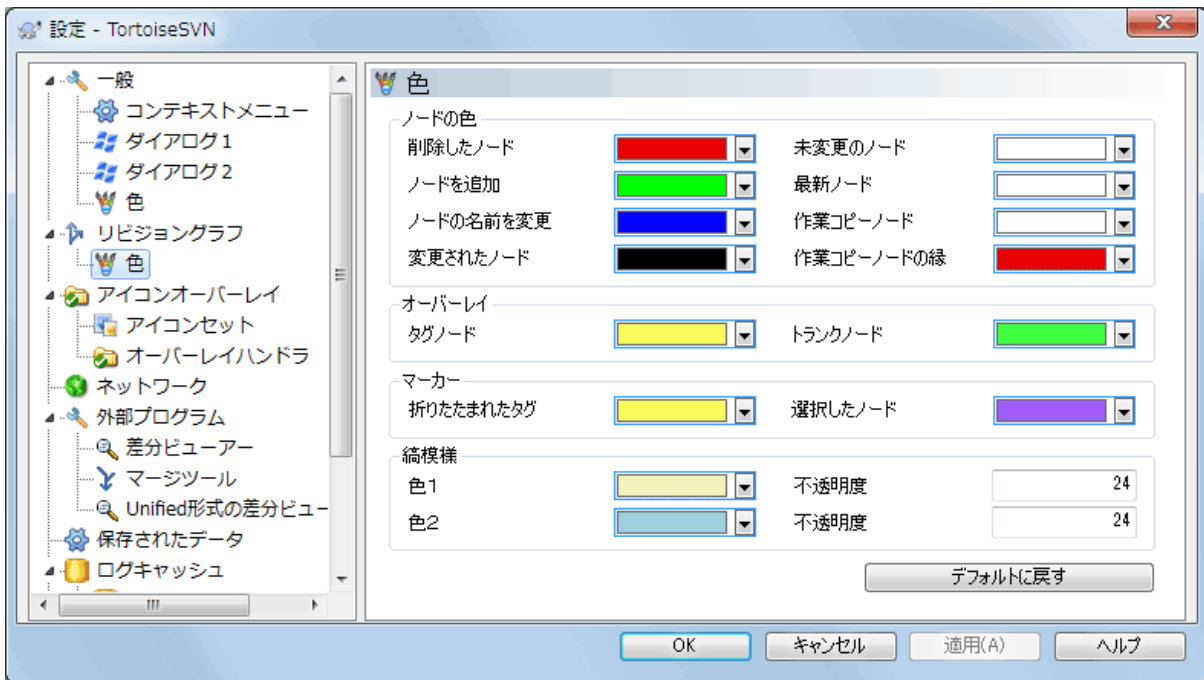 設定 - TortoiseSVN
一般
コンテキストメニュー
ダイアログ1
ダイアログ2
色
リビジョングラフ
色
アイコンオーバーレイ
アイコンセット
オーバーレイハンドラ
ネットワーク
外部プログラム
差分ビューアー
マージツール
Unified形式の差分ビュー
保存されたデータ
ログキャッシュ
色
ノードの色
削除したノード 未変更のノード
ノードを追加 最新ノード
ノードの名前を変更 作業コピーノード
変更されたノード 作業コピーノードの縁
オーバーレイ
タグノード トランクノード
マーカー
折りたたまれたタグ 選択したノード
縞模様
色1 不透明度 24
色2 不透明度 24
デフォルトに戻す
OK キャンセル 適用(A) ヘルプ